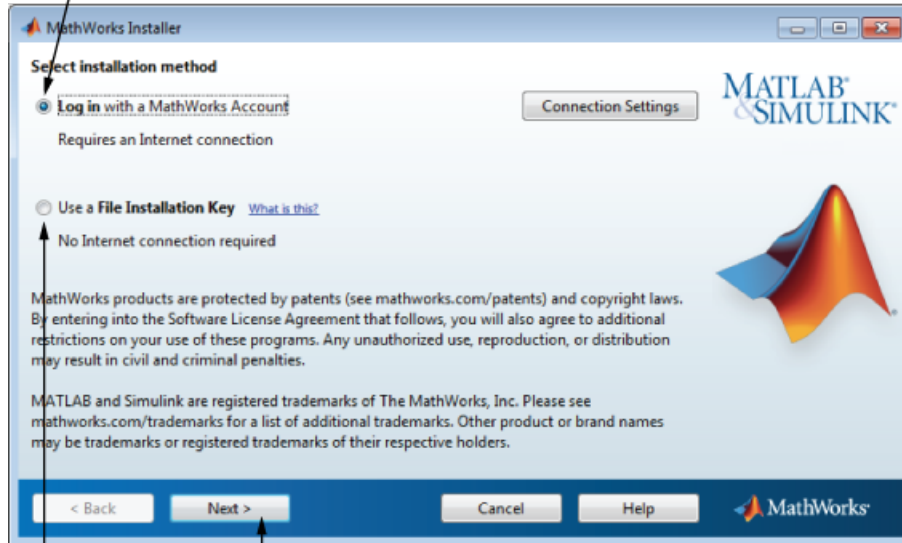 MathWorks Installer
Select installation method
Log in with a MathWorks Account
Connection Settings
MATLAB®
&SIMULINK®
Requires an Internet connection
Use a File Installation Key What is this?
No Internet connection required
MathWorks products are protected by patents (see mathworks.com/patents) and copyright laws.
By entering into the Software License Agreement that follows, you will also agree to additional
restrictions on your use of these programs. Any unauthorized use, reproduction, or distribution
may result in civil and criminal penalties.
MATLAB and Simulink are registered trademarks of The MathWorks, Inc. Please see
mathworks.com/trademarks for a list of additional trademarks. Other product or brand names
may be trademarks or registered trademarks of their respective holders.
< Back
Next >
Cancel
Help
MathWorks®